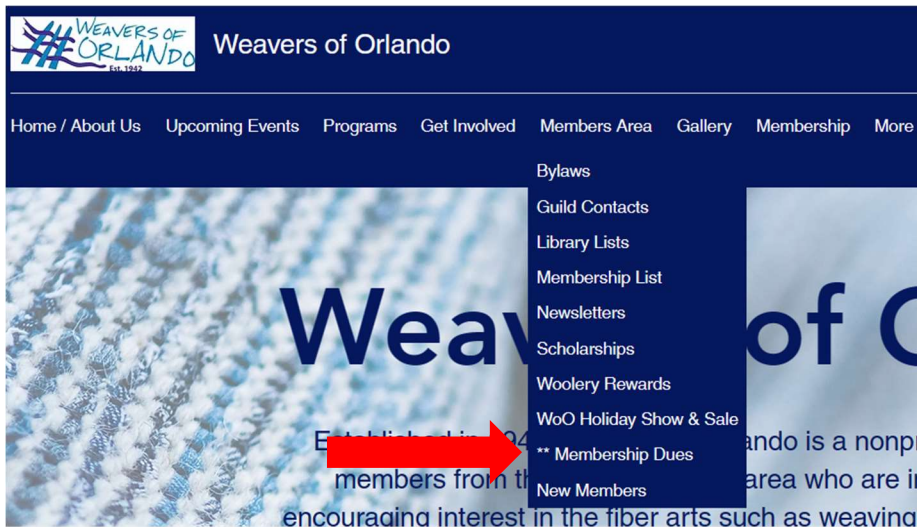 WEAVERS OF
ORLANDO
Est. 1942
Weavers of Orlando
Home / About Us Upcoming Events Programs Get Involved Members Area Gallery Membership More
Bylaws
Guild Contacts
Library Lists
Membership List
Newsletters
Scholarships
Woolery Rewards
WoO Holiday Show & Sale
** Membership Dues
New Members
Weav of
ando is a nonp
members from area who are
encouraging interest in the fiber arts such as weaving